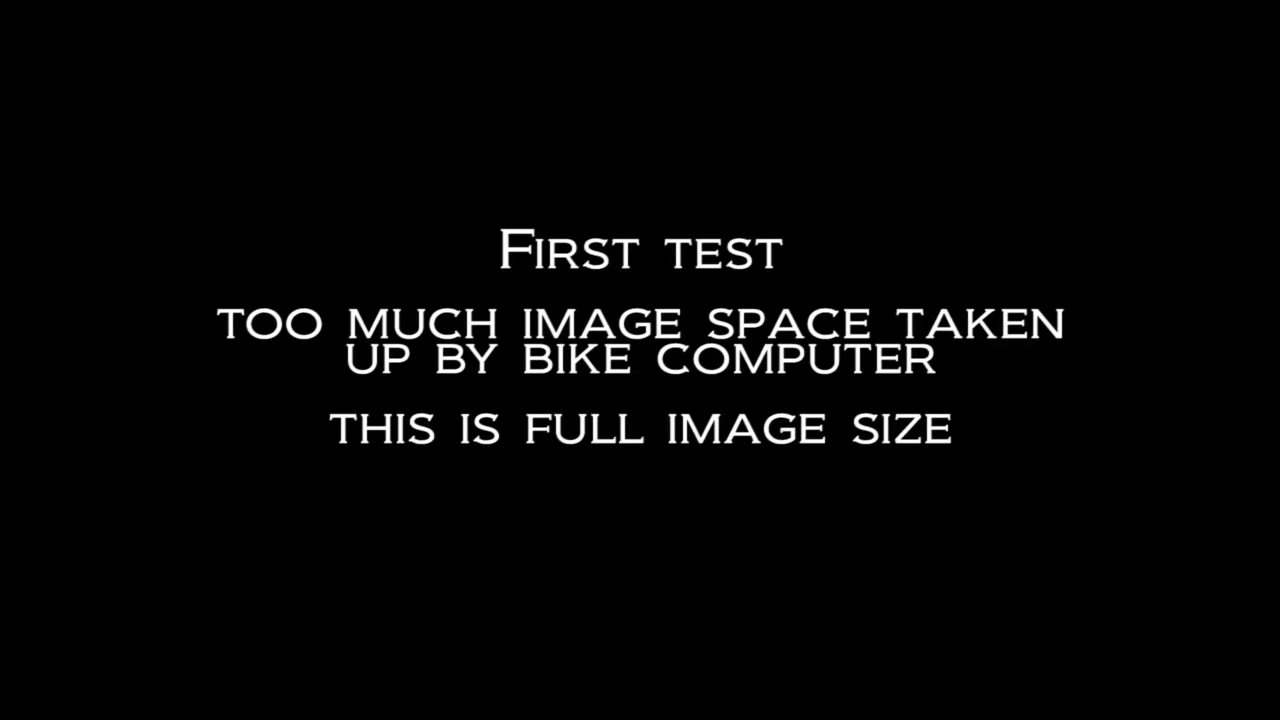 First test
too much image space taken
up by bike computer
this is full image size